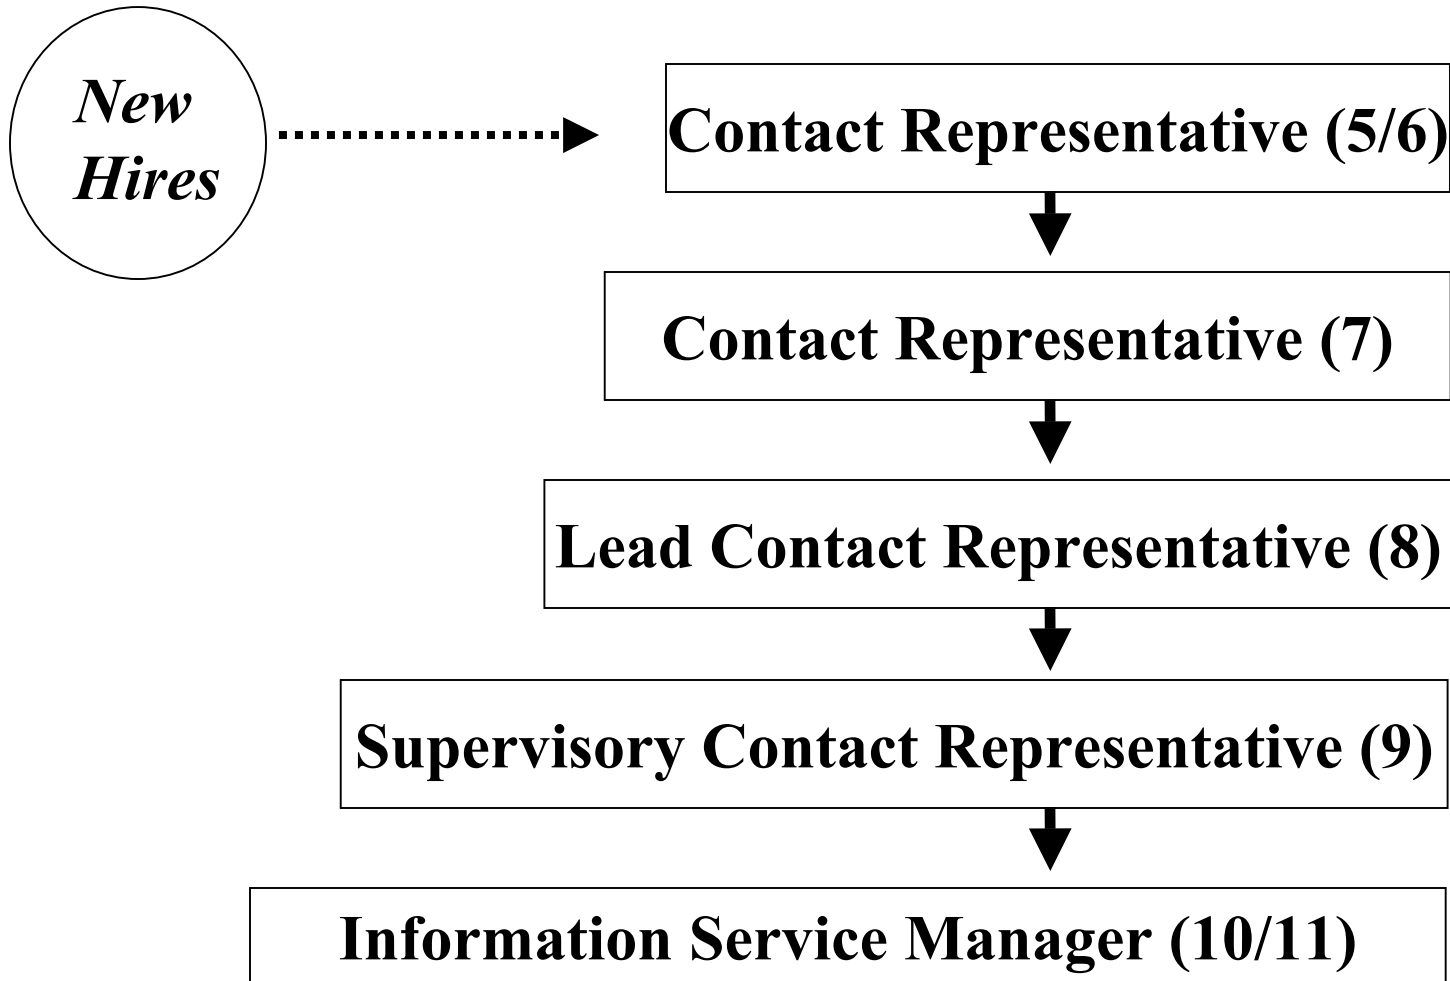 New
Hires
Contact Representative (5/6)
Contact Representative (7)
Lead Contact Representative (8)
Supervisory Contact Representative (9)
Information Service Manager (10/11)